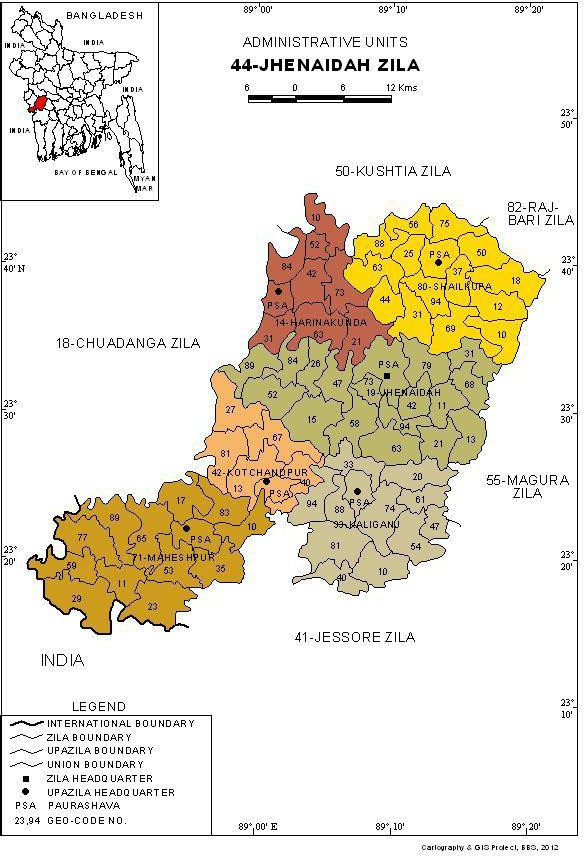 BANGLADESH
INDIA
INDIA
INDIA
INDIA
BAY OF BENGAL
MYAN
MAR
89° 00'
89° 10'
89° 20'
ADMINISTRATIVE UNITS
44-JHENAIDAH ZILA
6 0 6 12 Kms
23°
50'
50-KUSHTIA ZILA
82-RAJ-
BARI ZILA
23°
40' N
23°
40'
10
52
84
42
73
PSA
14-HARINAKUNDA
31
63
21
56
75
88
25
PSA
50
63
37
18
80-SHAILKUPA
44
94
12
31
69
10
18-CHUADANGA ZILA
89
84
26
PSA
79
31
47
73
68
19-JHENAIDAH
52
42
11
15
58
94
63
21
13
23°
30'
23°
30'
27
67
81
42-KOTCHANDPUR
13
PSA
40
33
20
PSA
61
94
88
74
33-KALIGANJ
47
81
54
40
10
55-MAGURA
ZILA
17
83
89
10
77
65
PSA
71-MAHESHPUR
59
53
35
11
29
23
23°
20'
23°
20'
41-JESSORE ZILA
INDIA
23°
10'
LEGEND
INTERNATIONAL BOUNDARY
ZILA BOUNDARY
UPAZILA BOUNDARY
UNION BOUNDARY
ZILA HEADQUARTER
UPAZILA HEADQUARTER
PSA PAURASHAVA
23,94 GEO-CODE NO.
89° 00' E
89° 10'
89° 20'
Cartography & GIS Project, BBS, 2012